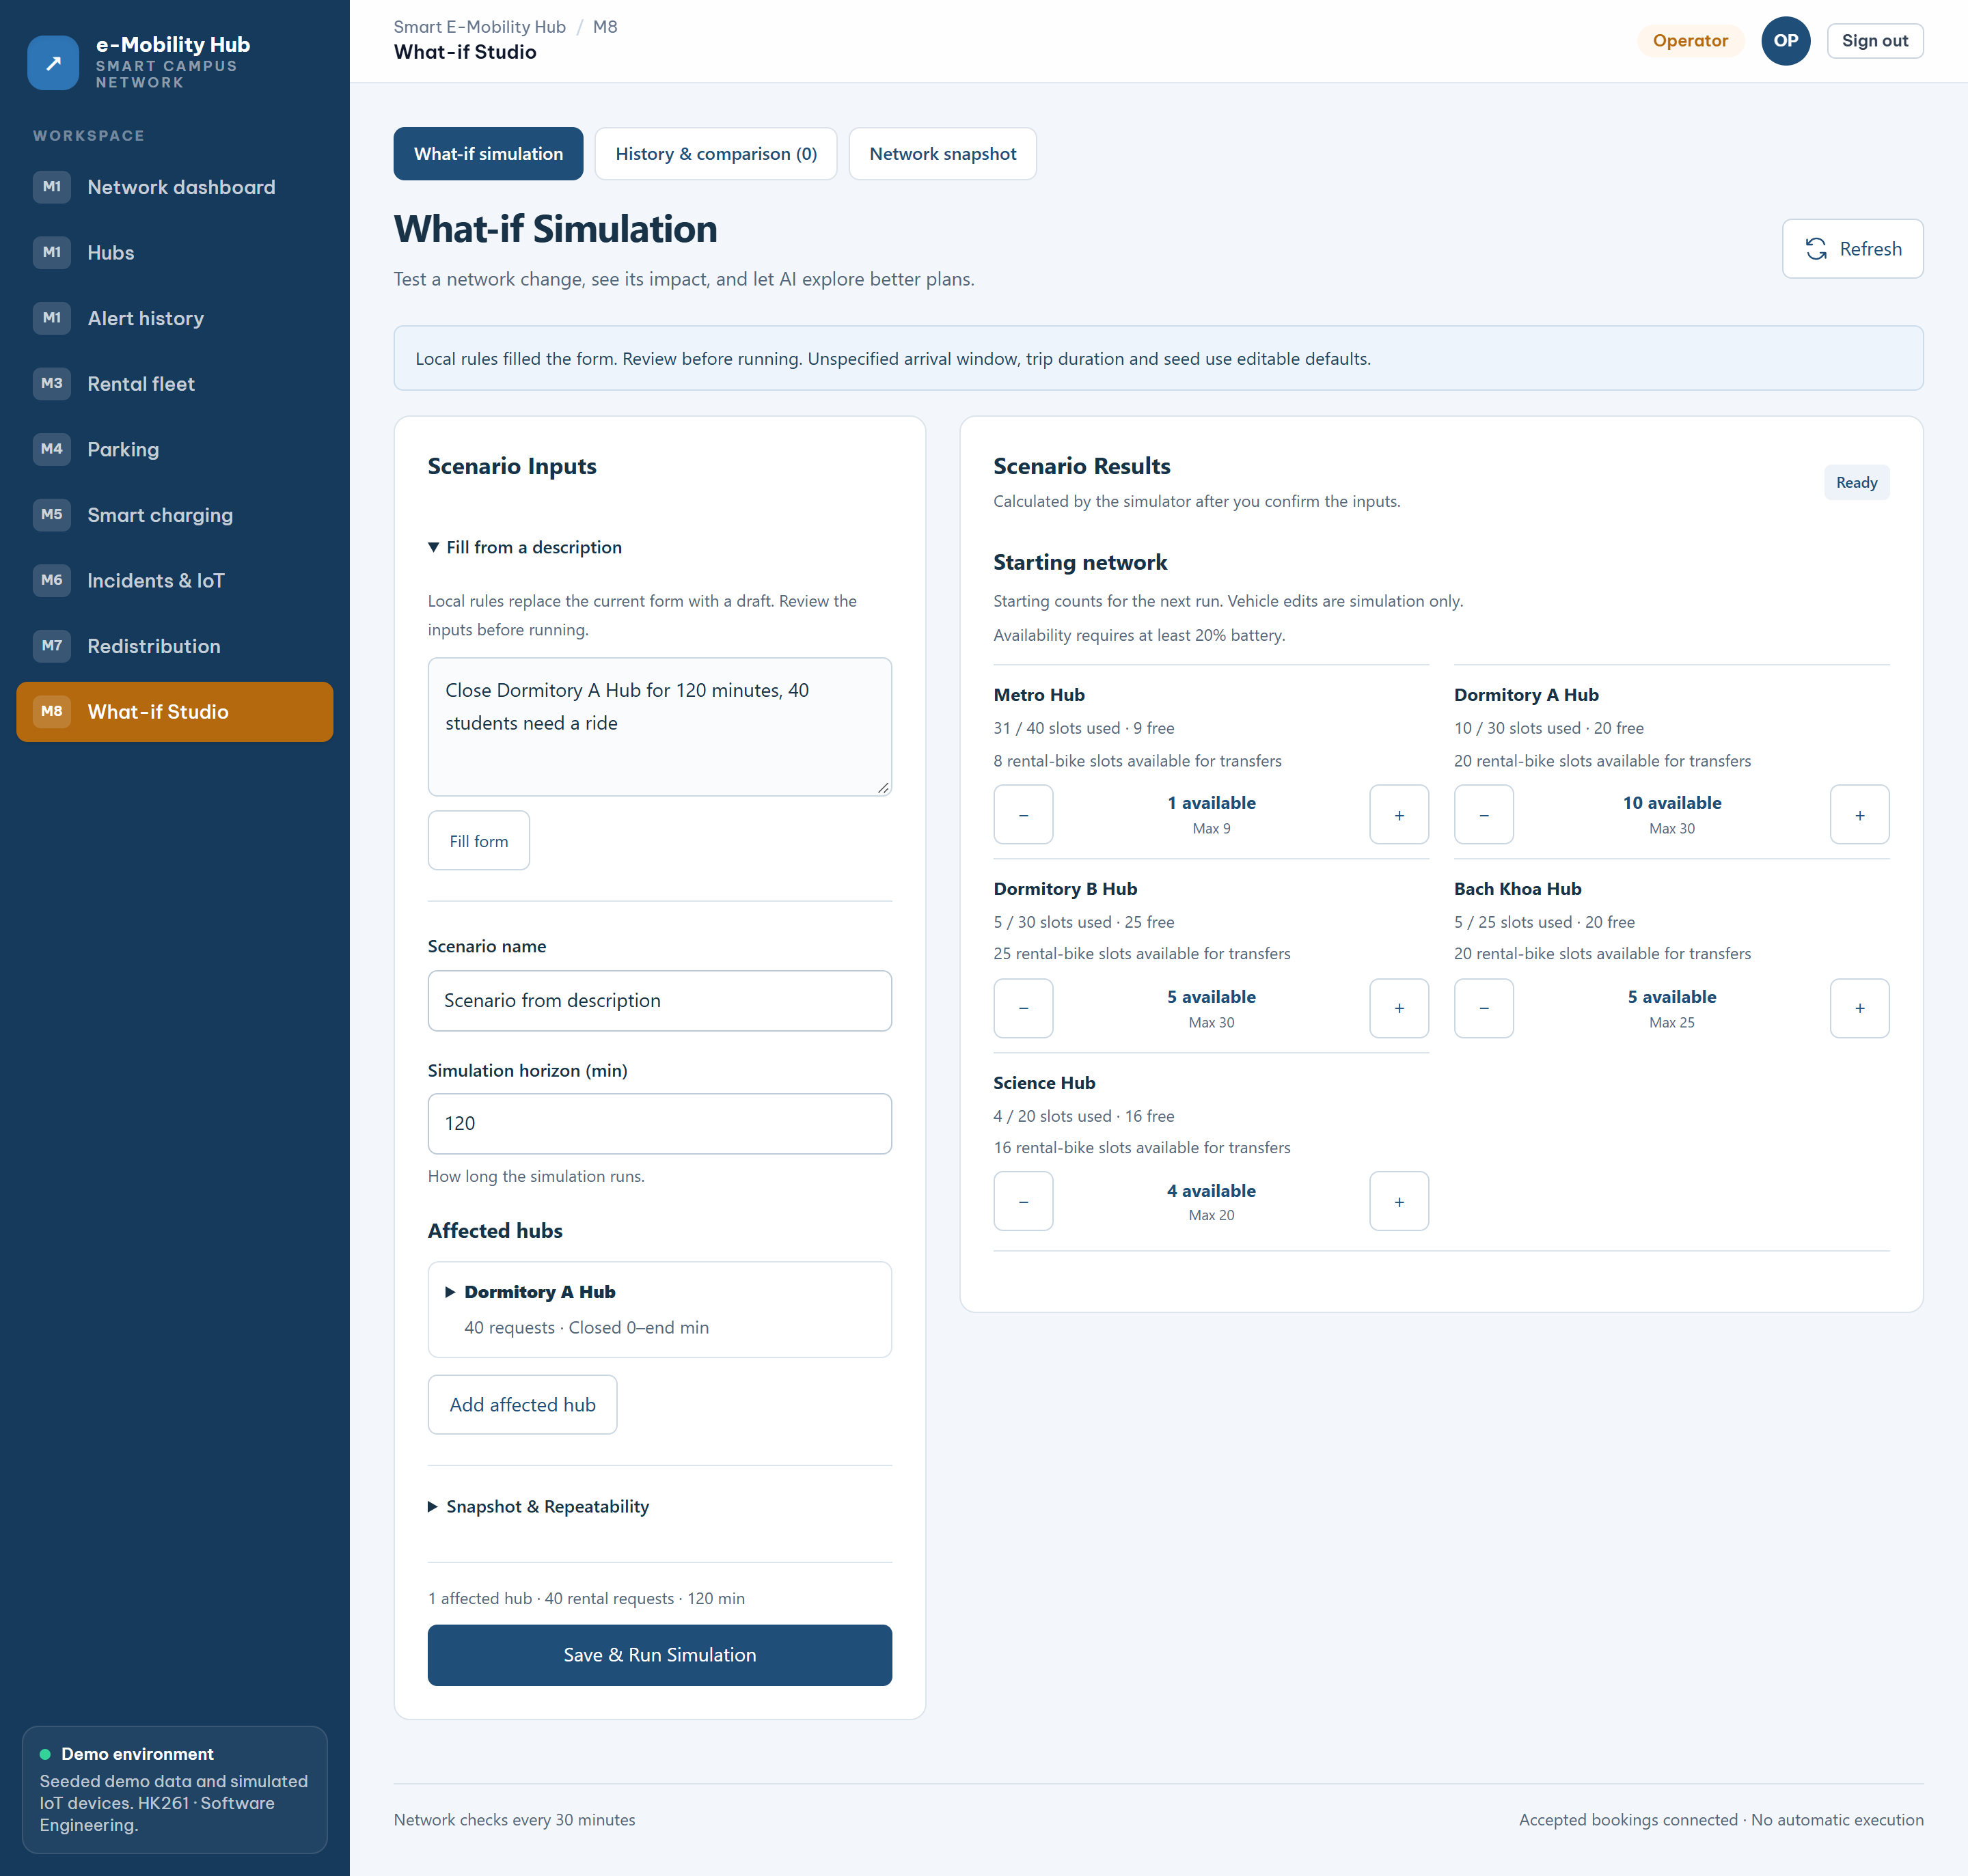 ↗
e-Mobility Hub
SMART CAMPUS
NETWORK
WORKSPACE
M1 Network dashboard
M1 Hubs
M1 Alert history
M3 Rental fleet
M4 Parking
M5 Smart charging
M6 Incidents & IoT
M7 Redistribution
M8 What-if Studio
Demo environment
Seeded demo data and simulated
IoT devices. HK261 · Software
Engineering.
Smart E-Mobility Hub / M8
What-if Studio
Operator
OP
Sign out
What-if simulation
History & comparison (0)
Network snapshot
What-if Simulation
Test a network change, see its impact, and let AI explore better plans.
Refresh
Local rules filled the form. Review before running. Unspecified arrival window, trip duration and seed use editable defaults.
Scenario Inputs
▼ Fill from a description
Local rules replace the current form with a draft. Review the
inputs before running.
Close Dormitory A Hub for 120 minutes, 40
students need a ride
Fill form
Scenario name
Scenario from description
Simulation horizon (min)
120
How long the simulation runs.
Affected hubs
▶ Dormitory A Hub
40 requests · Closed 0–end min
Add affected hub
▶ Snapshot & Repeatability
1 affected hub · 40 rental requests · 120 min
Save & Run Simulation
Scenario Results
Calculated by the simulator after you confirm the inputs.
Ready
Starting network
Starting counts for the next run. Vehicle edits are simulation only.
Availability requires at least 20% battery.
Metro Hub
31 / 40 slots used · 9 free
8 rental-bike slots available for transfers
− 1 available +
Max 9
Dormitory A Hub
10 / 30 slots used · 20 free
20 rental-bike slots available for transfers
− 10 available +
Max 30
Dormitory B Hub
5 / 30 slots used · 25 free
25 rental-bike slots available for transfers
− 5 available +
Max 30
Bach Khoa Hub
5 / 25 slots used · 20 free
20 rental-bike slots available for transfers
− 5 available +
Max 25
Science Hub
4 / 20 slots used · 16 free
16 rental-bike slots available for transfers
− 4 available +
Max 20
Network checks every 30 minutes
Accepted bookings connected · No automatic execution